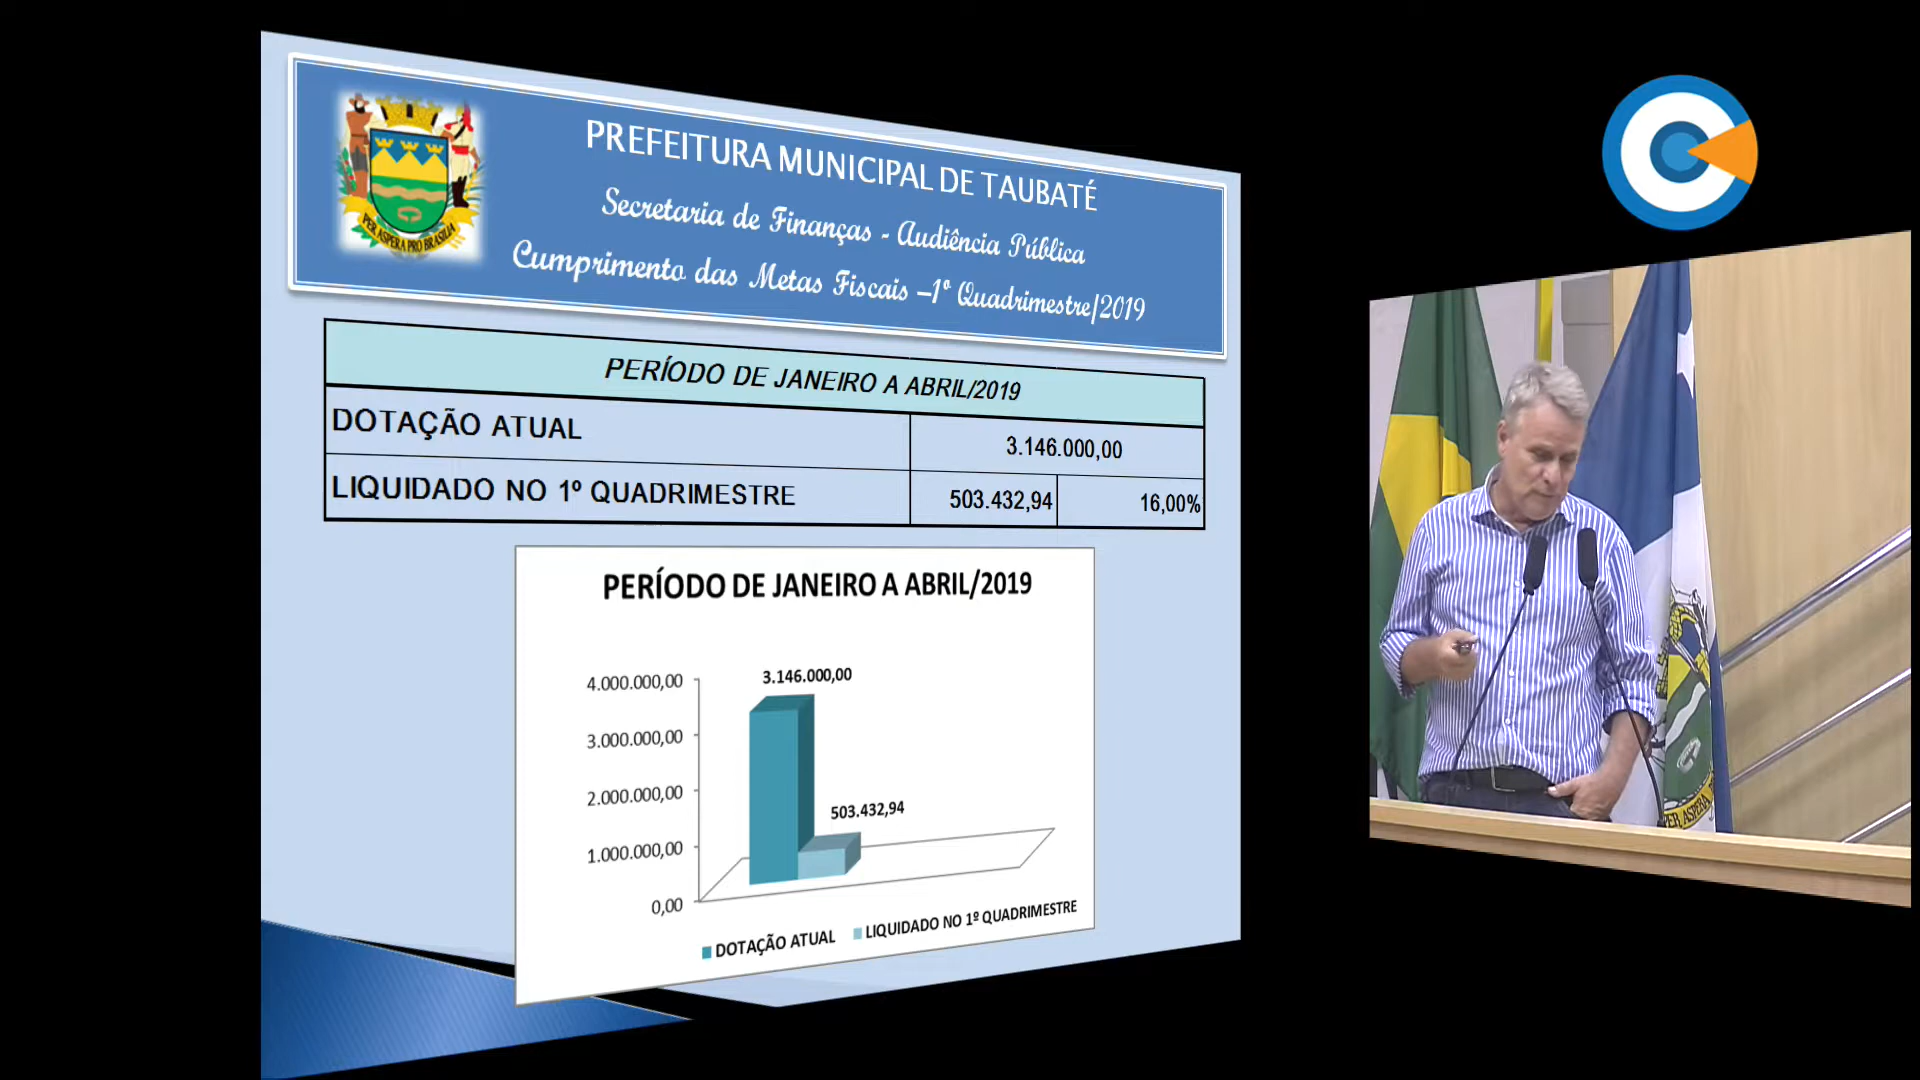 PREFEITURA MUNICIPAL DE TAUBATÉ
Secretaria de Finanças - Audiência Pública
Cumprimento das Metas Fiscais –1º Quadrimestre/2019
PER ASPERA PRO BRASILIA
PERÍODO DE JANEIRO A ABRIL/2019
DOTAÇÃO ATUAL 3.146.000,00
LIQUIDADO NO 1º QUADRIMESTRE 503.432,94 16,00%
PERÍODO DE JANEIRO A ABRIL/2019
4.000.000,00
3.000.000,00
2.000.000,00
1.000.000,00
0,00
3.146.000,00
503.432,94
DOTAÇÃO ATUAL
LIQUIDADO NO 1º QUADRIMESTRE
PER ASPERA